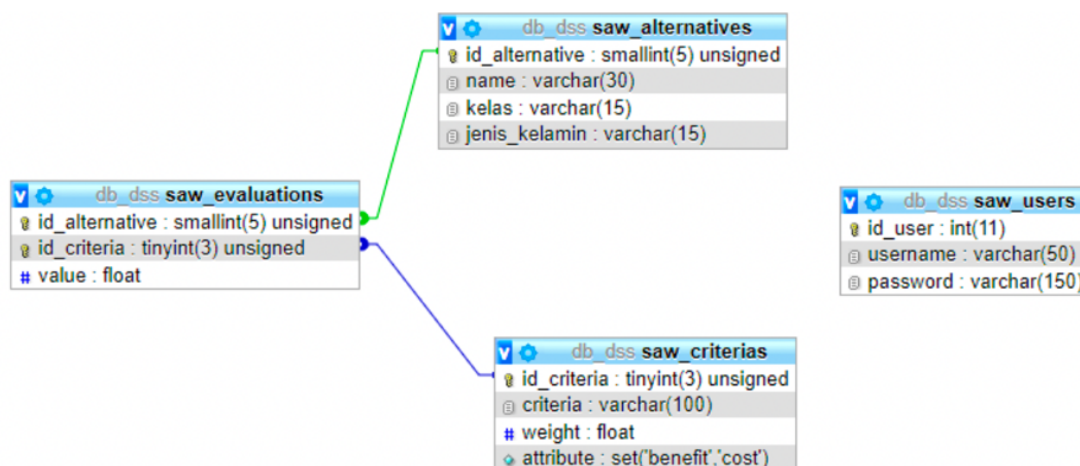 db_dss saw_alternatives
id_alternative : smallint(5) unsigned
name : varchar(30)
kelas : varchar(15)
jenis_kelamin : varchar(15)
db_dss saw_evaluations
id_alternative : smallint(5) unsigned
id_criteria : tinyint(3) unsigned
# value : float
db_dss saw_users
id_user : int(11)
username : varchar(50)
password : varchar(150)
db_dss saw_criterias
id_criteria : tinyint(3) unsigned
criteria : varchar(100)
# weight : float
attribute : set('benefit','cost')